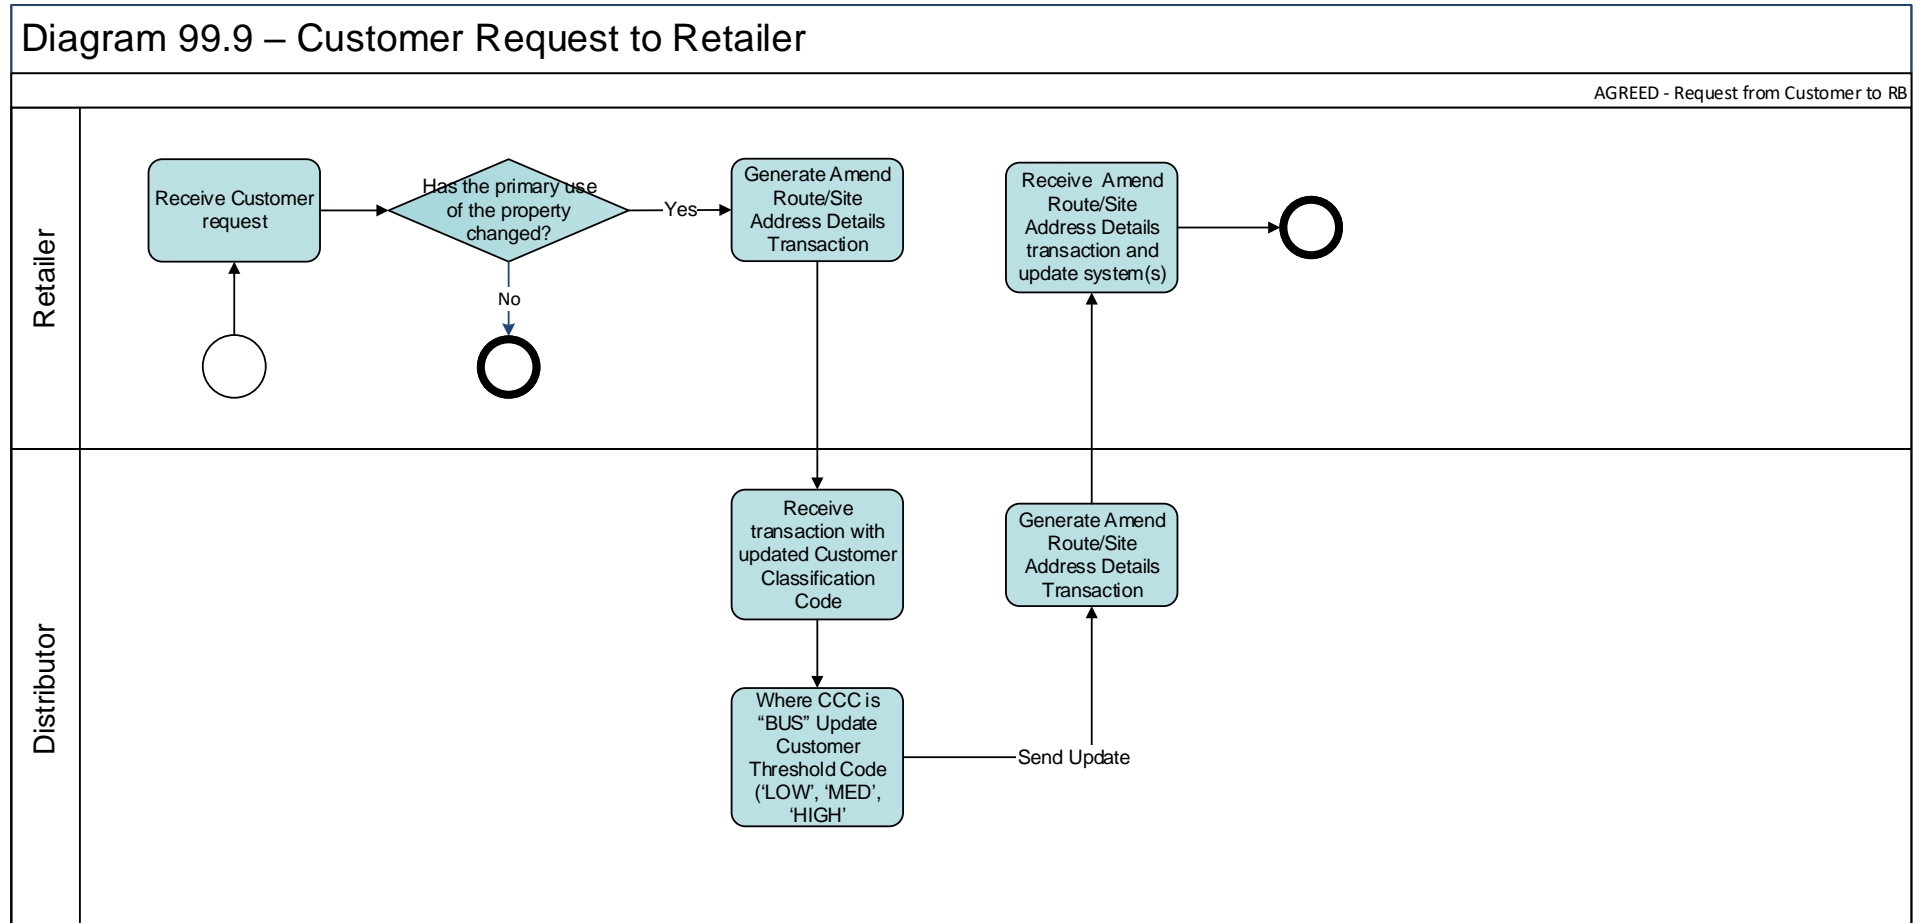 Diagram 99.9 – Customer Request to Retailer
AGREED - Request from Customer to RB
Retailer
Receive Customer
request
Has the primary use
of the property
changed?
Yes
No
Generate Amend
Route/Site
Address Details
Transaction
Receive Amend
Route/Site
Address Details
transaction and
update system(s)
Distributor
Receive
transaction with
updated Customer
Classification
Code
Where CCC is
“BUS” Update
Customer
Threshold Code
(‘LOW’, ‘MED’,
‘HIGH’
Send Update
Generate Amend
Route/Site
Address Details
Transaction